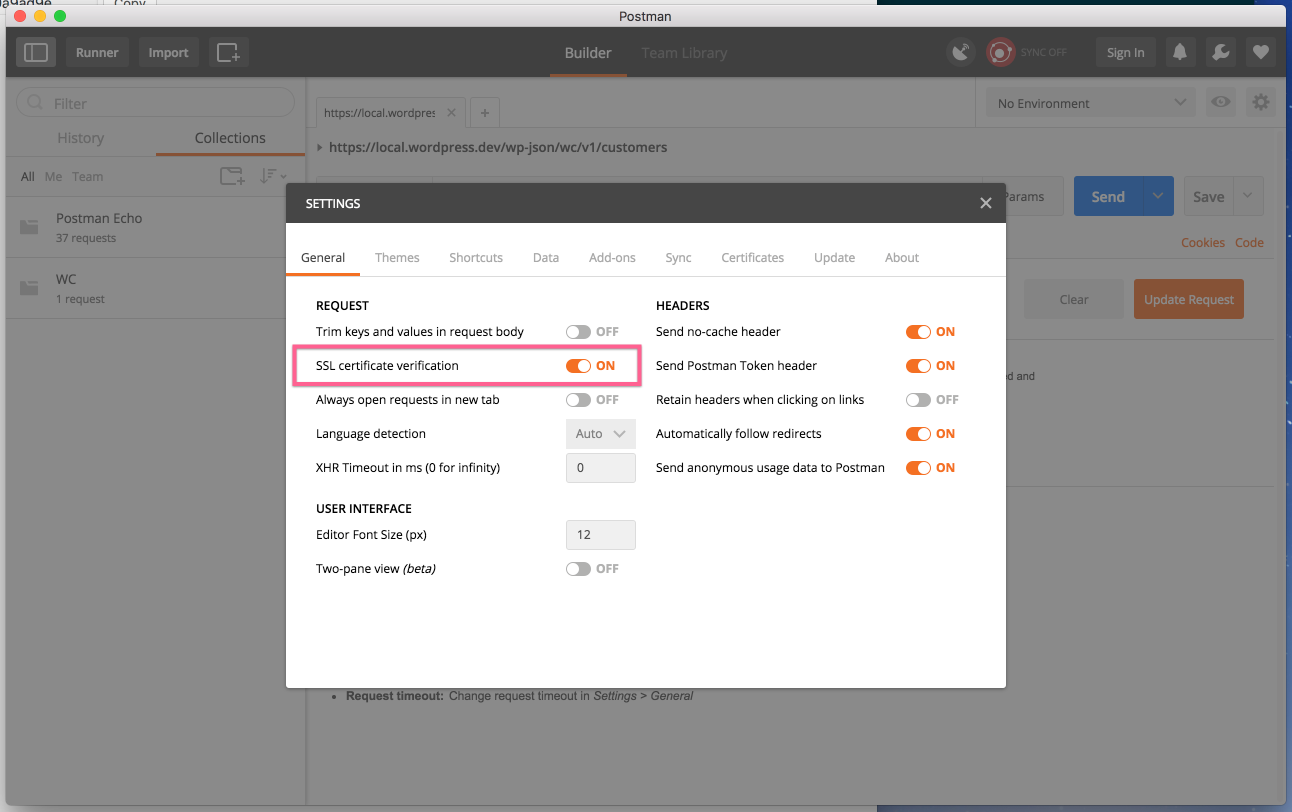 Copy
Postman
Runner
Import
Builder
Team Library
SYNC OFF
Sign In
Filter
History
Collections
All Me Team
Postman Echo
37 requests
WC
1 request
https://local.wordpres
No Environment
https://local.wordpress.dev/wp-json/wc/v1/customers
Params
Send
Save
Cookies Code
Clear
Update Request
SETTINGS
General Themes Shortcuts Data Add-ons Sync Certificates Update About
REQUEST
Trim keys and values in request body OFF
SSL certificate verification ON
Always open requests in new tab OFF
Language detection Auto
XHR Timeout in ms (0 for infinity) 0
USER INTERFACE
Editor Font Size (px) 12
Two-pane view (beta) OFF
HEADERS
Send no-cache header ON
Send Postman Token header ON
Retain headers when clicking on links OFF
Automatically follow redirects ON
Send anonymous usage data to Postman ON
and
• Request timeout: Change request timeout in Settings > General